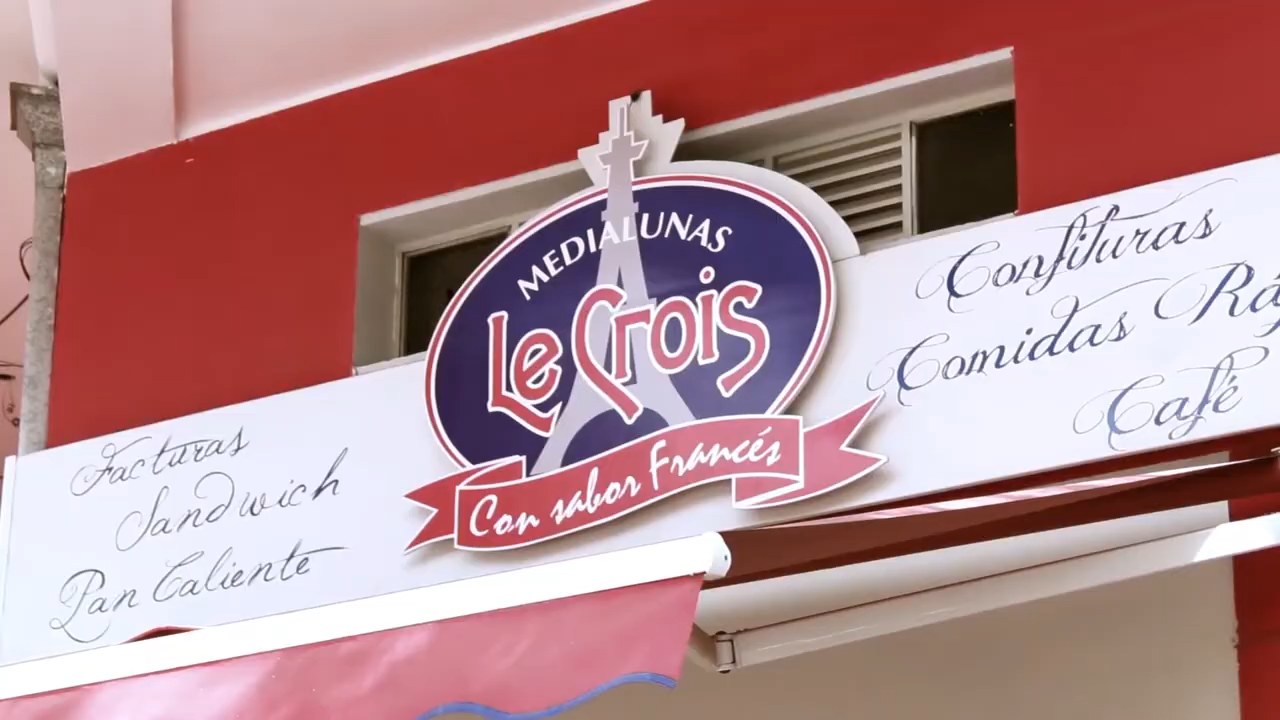 MEDIALUNAS
Le Crois
Con sabor Francés
Facturas
Sandwich
Pan Caliente
Confituras
Comidas
Café